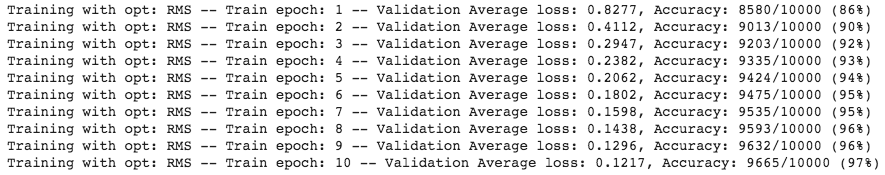 Training with opt: RMS -- Train epoch: 1 -- Validation Average loss: 0.8277, Accuracy: 8580/10000 (86%)
Training with opt: RMS -- Train epoch: 2 -- Validation Average loss: 0.4112, Accuracy: 9013/10000 (90%)
Training with opt: RMS -- Train epoch: 3 -- Validation Average loss: 0.2947, Accuracy: 9203/10000 (92%)
Training with opt: RMS -- Train epoch: 4 -- Validation Average loss: 0.2382, Accuracy: 9335/10000 (93%)
Training with opt: RMS -- Train epoch: 5 -- Validation Average loss: 0.2062, Accuracy: 9424/10000 (94%)
Training with opt: RMS -- Train epoch: 6 -- Validation Average loss: 0.1802, Accuracy: 9475/10000 (95%)
Training with opt: RMS -- Train epoch: 7 -- Validation Average loss: 0.1598, Accuracy: 9535/10000 (95%)
Training with opt: RMS -- Train epoch: 8 -- Validation Average loss: 0.1438, Accuracy: 9593/10000 (96%)
Training with opt: RMS -- Train epoch: 9 -- Validation Average loss: 0.1296, Accuracy: 9632/10000 (96%)
Training with opt: RMS -- Train epoch: 10 -- Validation Average loss: 0.1217, Accuracy: 9665/10000 (97%)